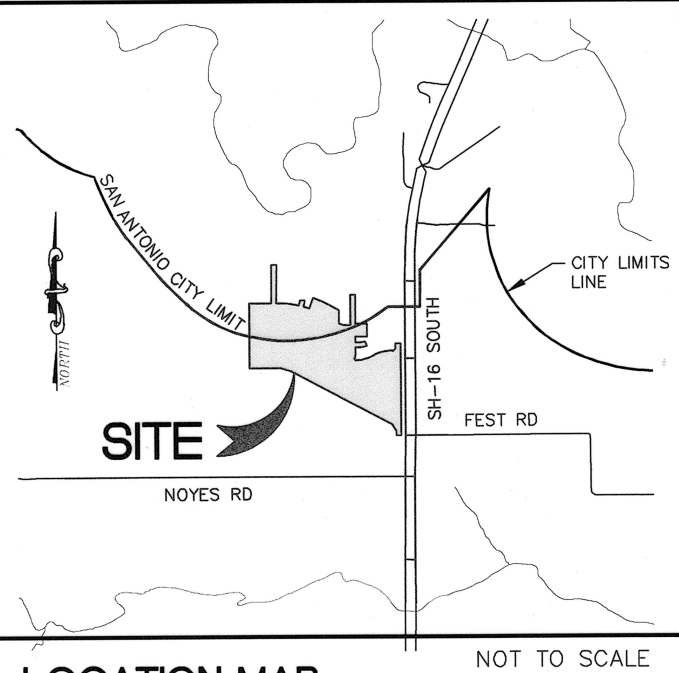 SAN ANTONIO CITY LIMIT
CITY LIMITS
LINE
NORTH
SH-16 SOUTH
SITE
FEST RD
NOYES RD
NOT TO SCALE
LOCATION MAP